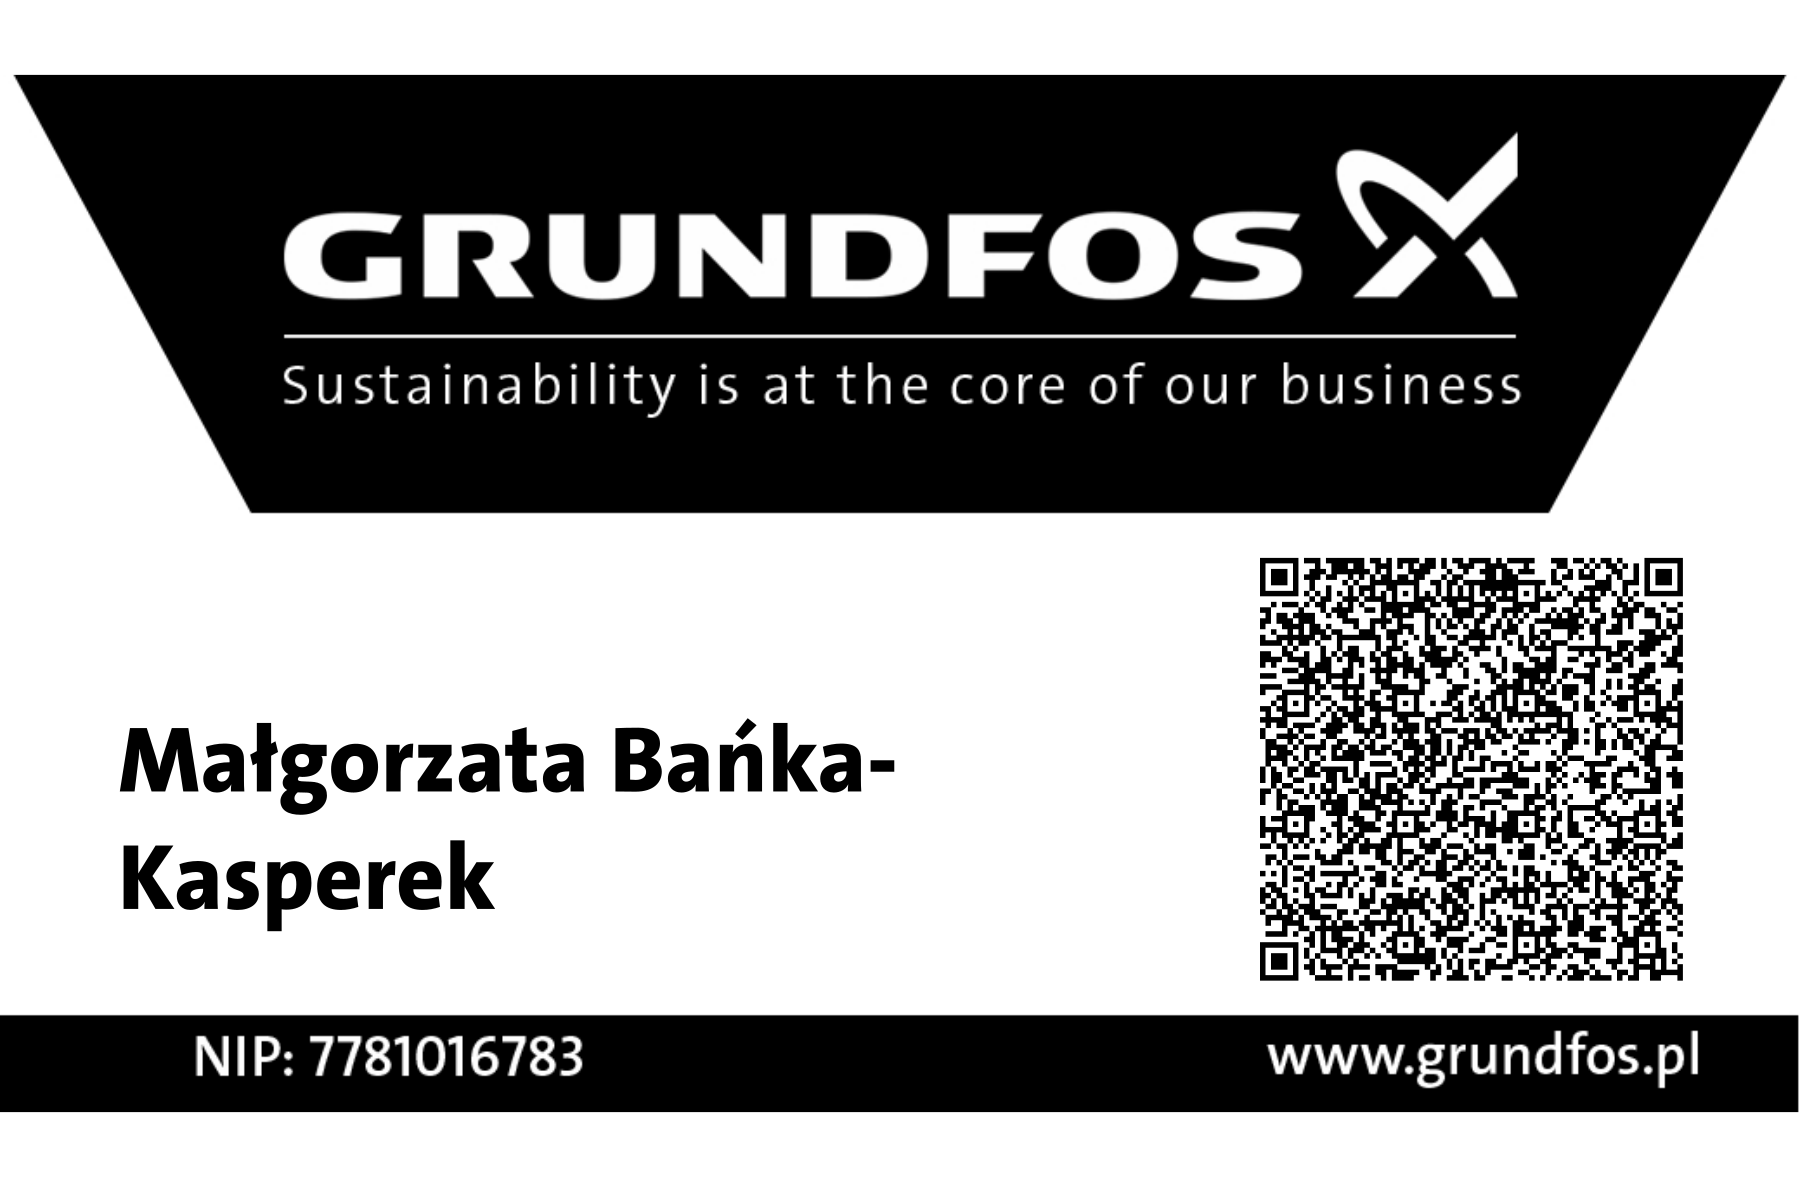 GRUNDFOS
Sustainability is at the core of our business
Małgorzata Bańka-
Kasperek
NIP: 7781016783
www.grundfos.pl